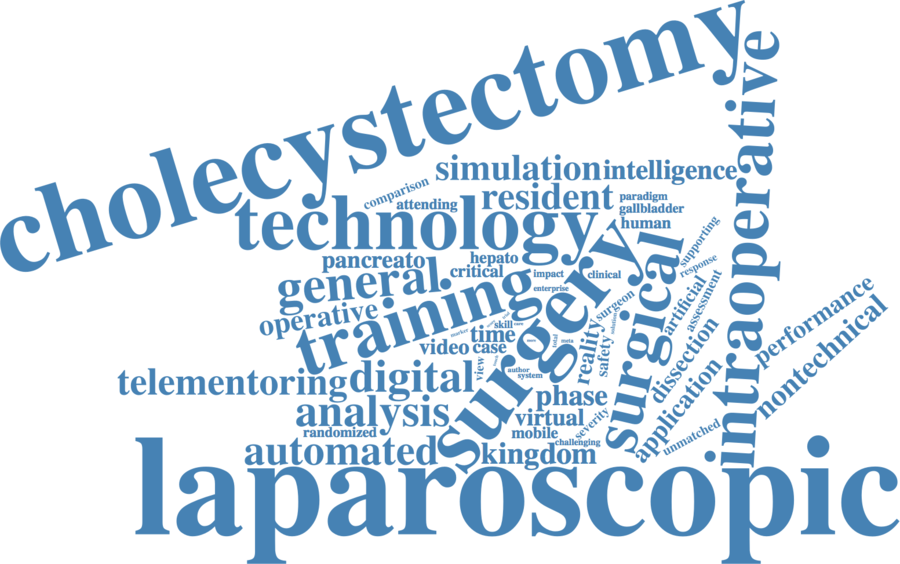 cholecystectomy
intraoperative
simulation
intelligence
comparison
attending
resident
paradigm
gallbladder
human
technology
pancreato
hepato
critical
impact
clinical
enterprise
supporting
response
general
operative
training
surgery
surgical
surgeon
artificial
assessment
skill
time
video
case
view
author
system
total
meta
reality
safety
dissection
performance
nontechnical
telementoring
digital
phase
application
analysis
virtual
severity
unmatched
randomized
mobile
challenging
automated
kingdom
laparoscopic